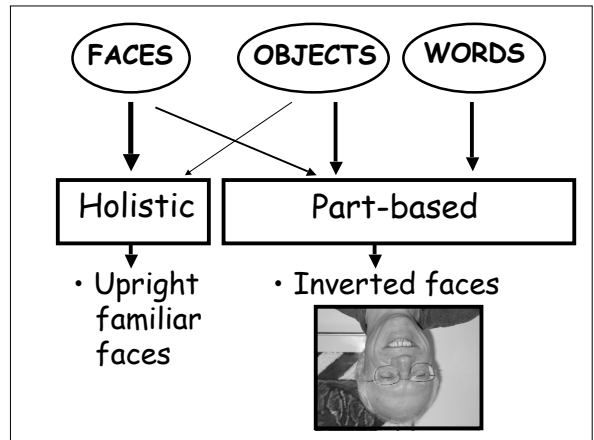 FACES OBJECTS WORDS
Holistic Part-based
• Upright
familiar
faces
• Inverted faces